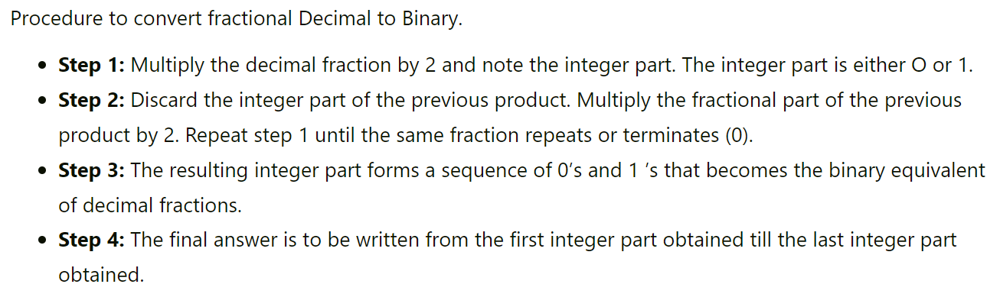 Procedure to convert fractional Decimal to Binary.
• Step 1: Multiply the decimal fraction by 2 and note the integer part. The integer part is either O or 1.
• Step 2: Discard the integer part of the previous product. Multiply the fractional part of the previous
product by 2. Repeat step 1 until the same fraction repeats or terminates (0).
• Step 3: The resulting integer part forms a sequence of 0’s and 1 ’s that becomes the binary equivalent
of decimal fractions.
• Step 4: The final answer is to be written from the first integer part obtained till the last integer part
obtained.